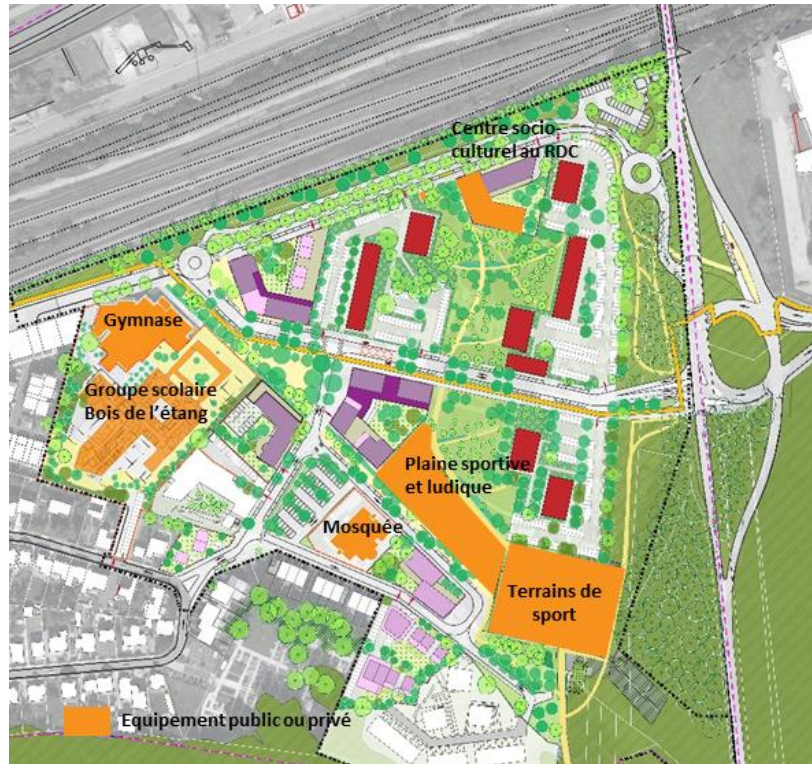 Centre socio-
culturel au RDC
Gymnase
Groupe scolaire
Bois de l'étang
Plaine sportive
et ludique
Mosquée
Terrains de
sport
Equipement public ou privé